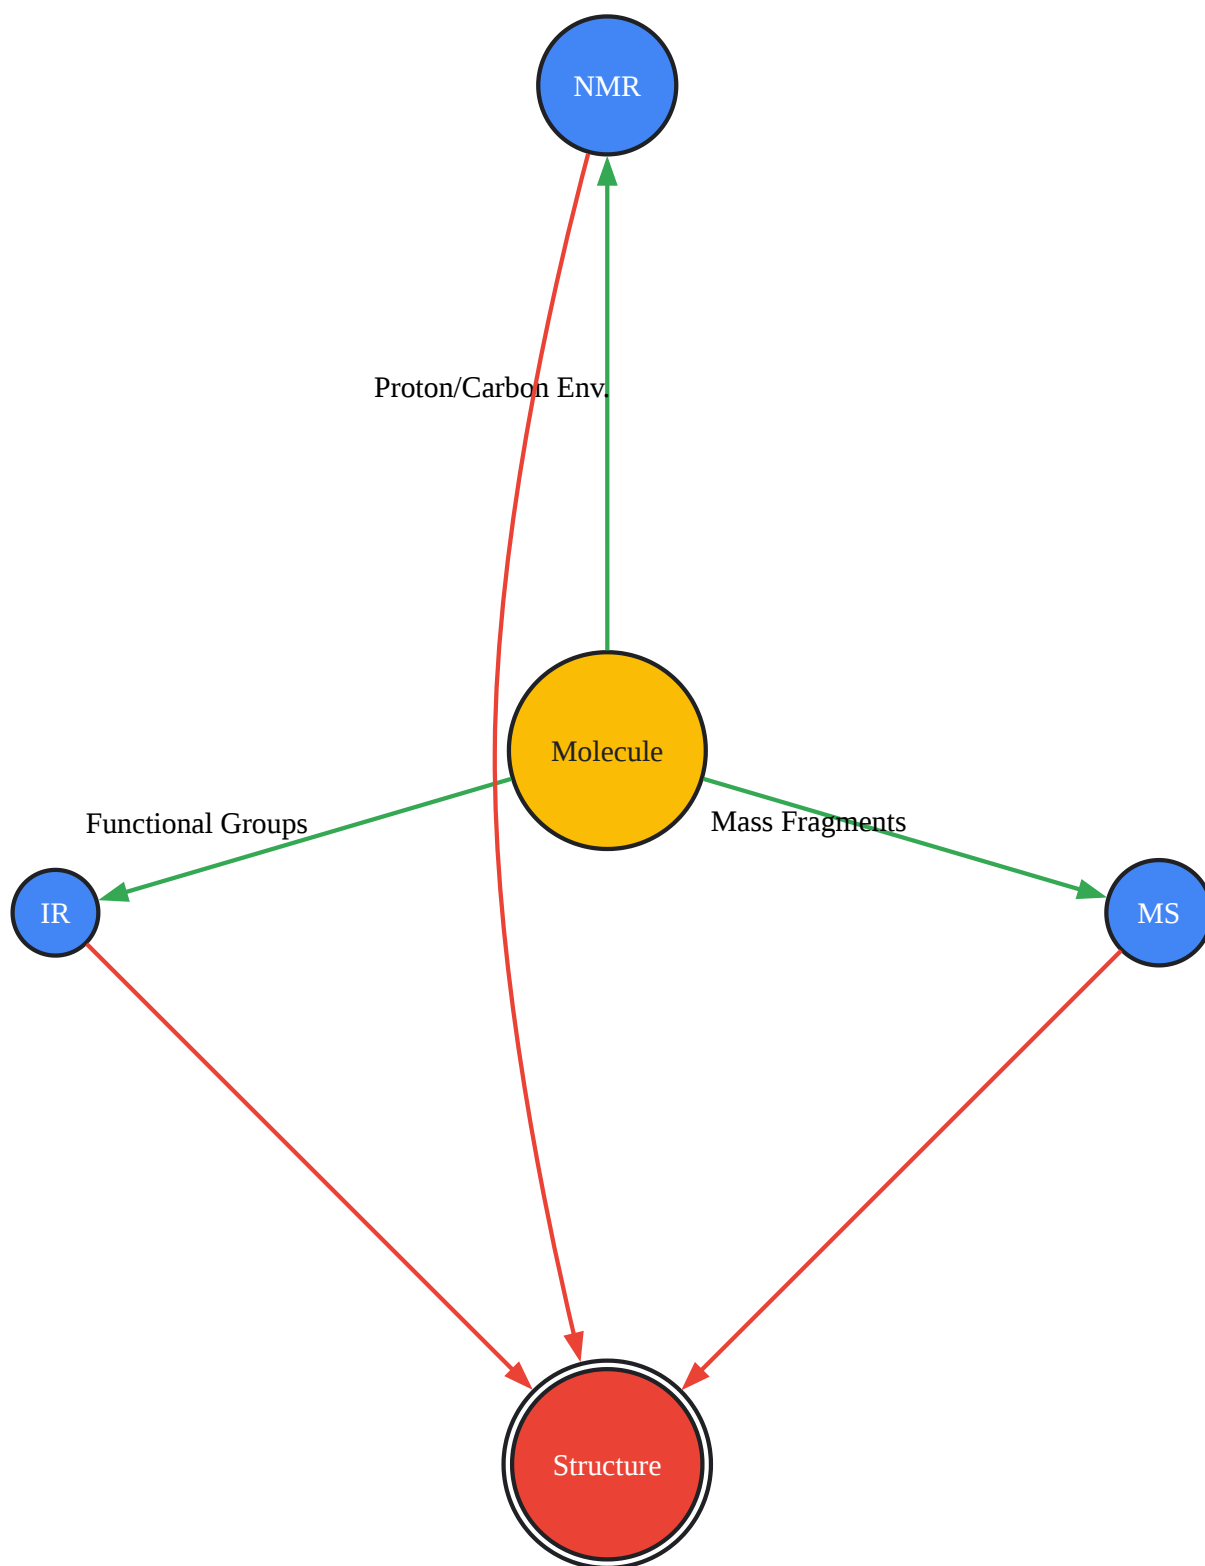 NMR
Proton/Carbon Env.
Molecule
Functional Groups
Mass Fragments
IR
MS
Structure